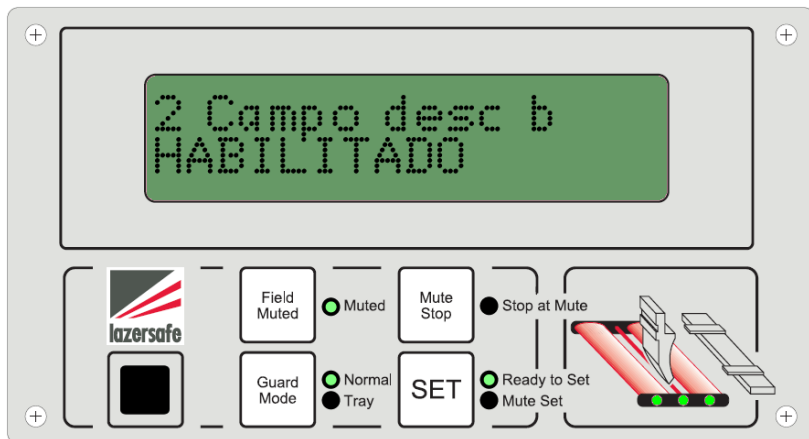 2 Campo desc b
HABILITADO
lazersafe
Field
Muted
Muted
Mute
Stop
Stop at Mute
Guard
Mode
Normal
Tray
SET
Ready to Set
Mute Set